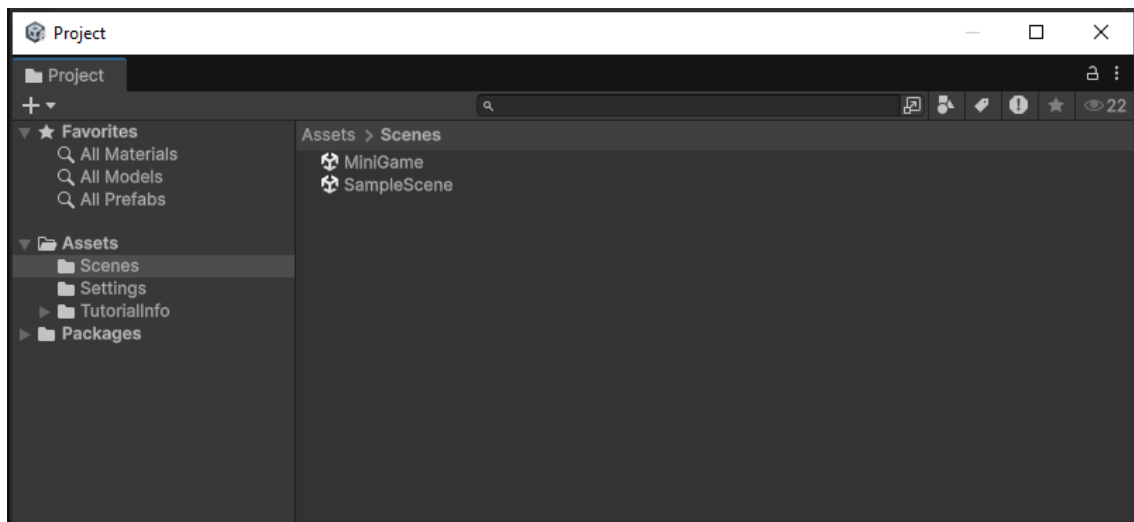 Project
Project
22
Favorites
All Materials
All Models
All Prefabs
Assets
Scenes
Settings
TutorialInfo
Packages
Assets > Scenes
MiniGame
SampleScene